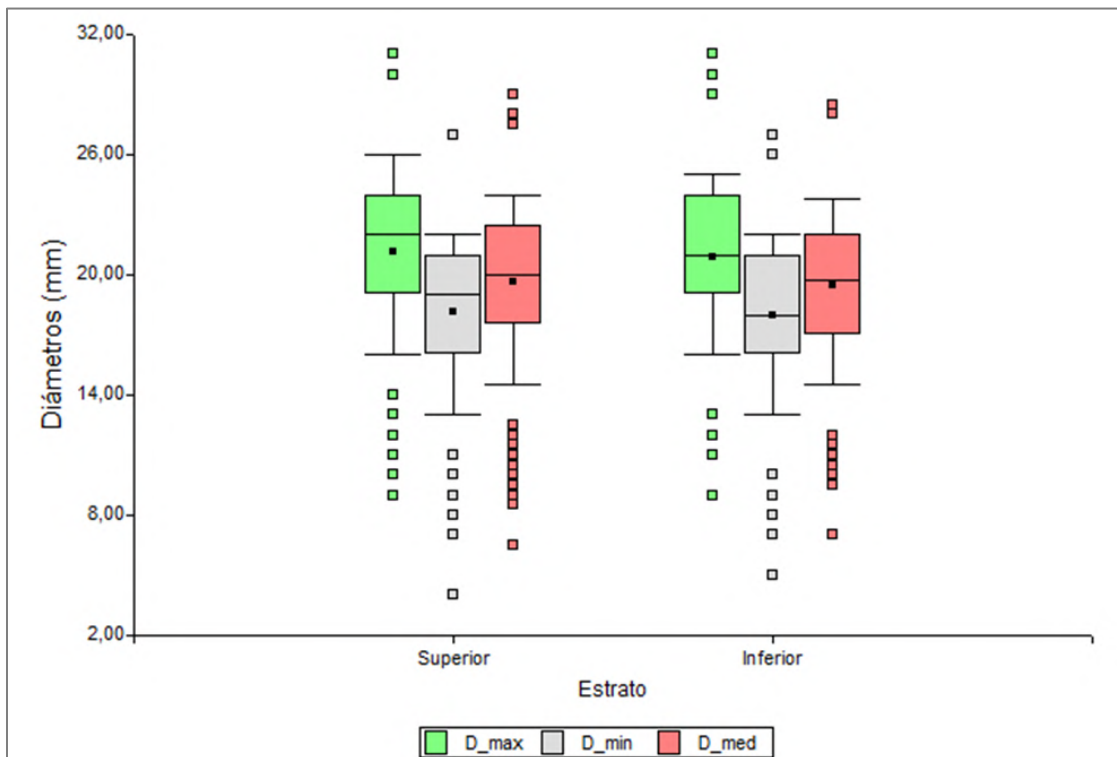 32,00
26,00
20,00
14,00
8,00
2,00
Diámetros (mm)
Superior Inferior
Estrato
D_max D_min D_med